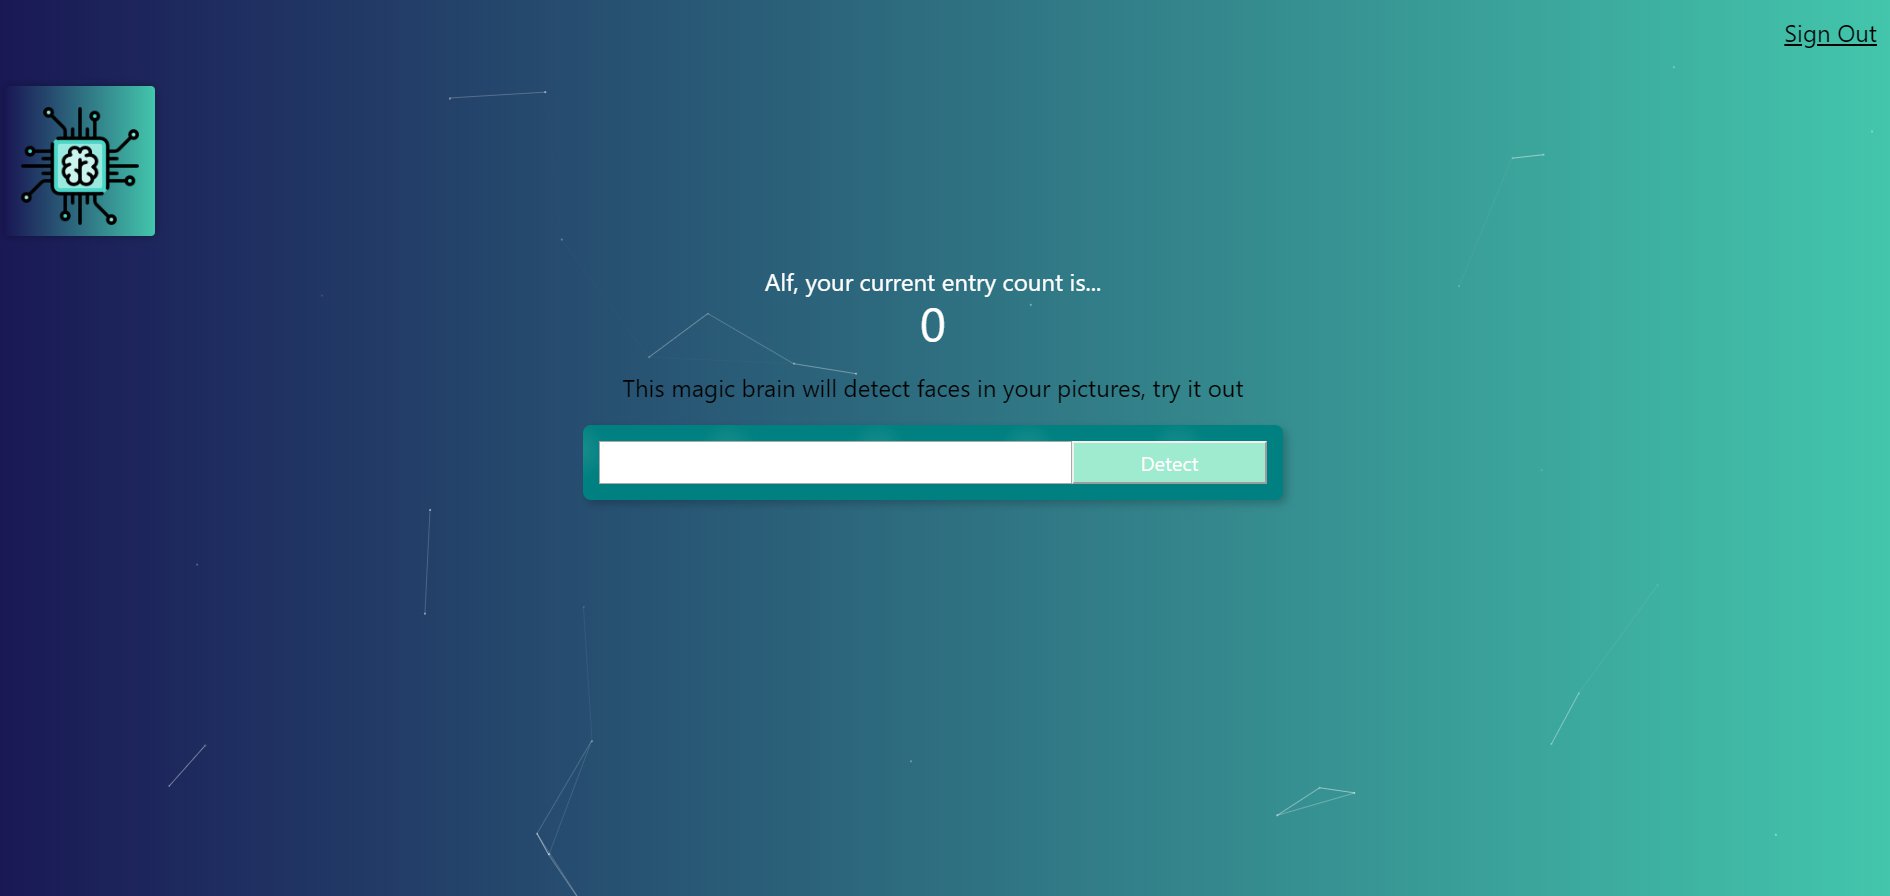 Sign Out
Alf, your current entry count is...
0
This magic brain will detect faces in your pictures, try it out
Detect